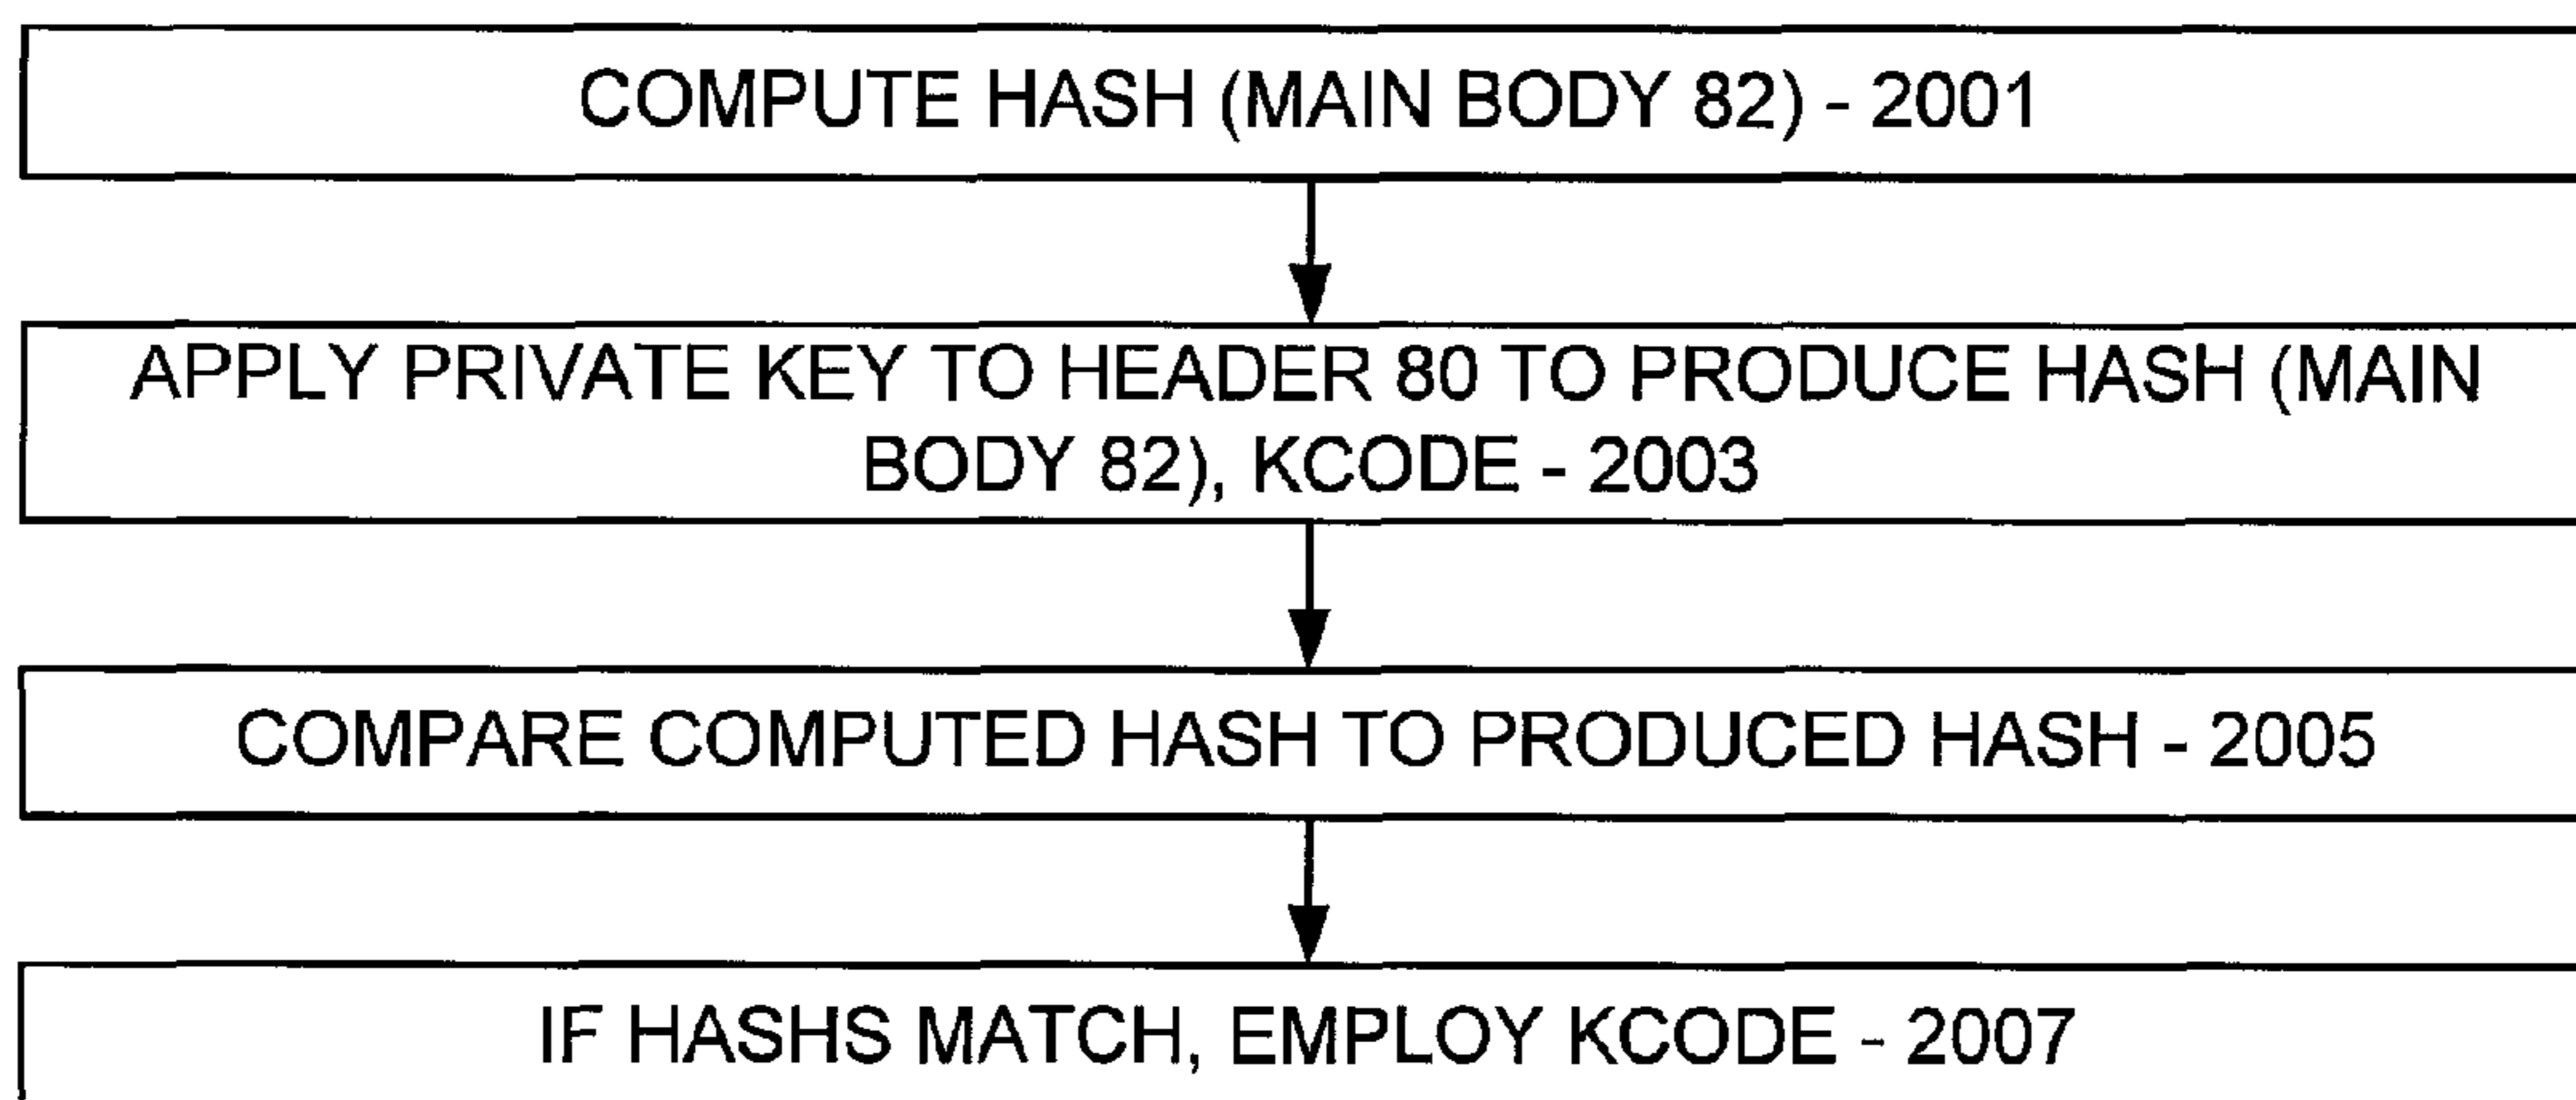 COMPUTE HASH (MAIN BODY 82) - 2001
APPLY PRIVATE KEY TO HEADER 80 TO PRODUCE HASH (MAIN
BODY 82), KCODE - 2003
COMPARE COMPUTED HASH TO PRODUCED HASH - 2005
IF HASHS MATCH, EMPLOY KCODE - 2007